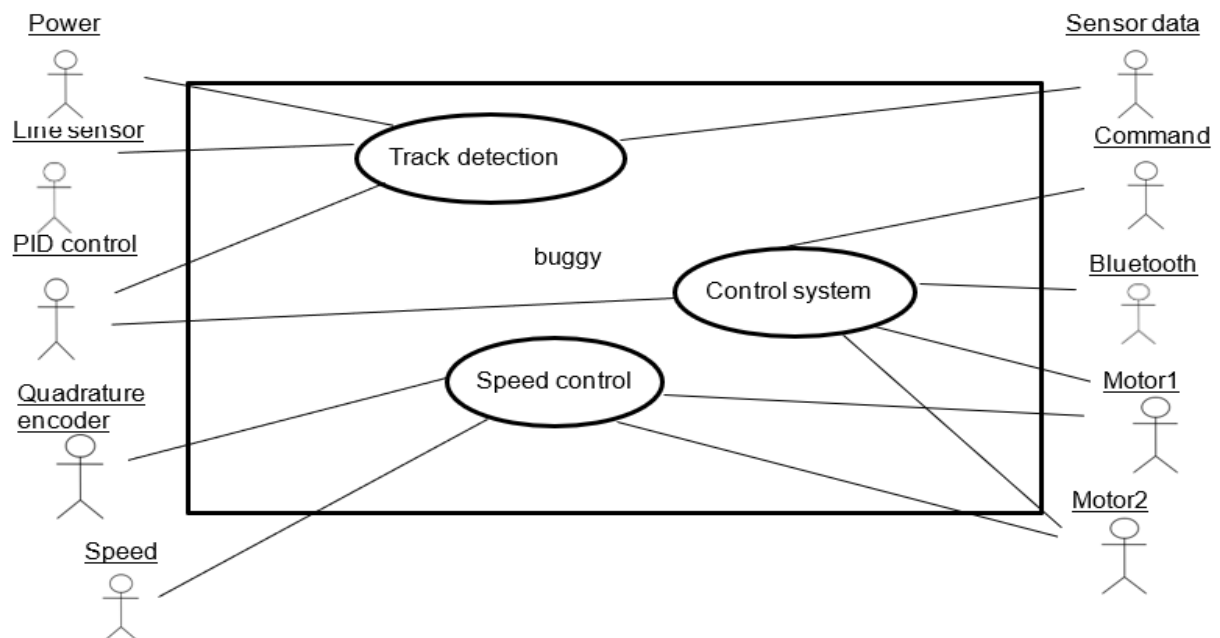 Power
Line sensor
PID control
Quadrature
encoder
Speed
Track detection
buggy
Control system
Speed control
Sensor data
Command
Bluetooth
Motor1
Motor2